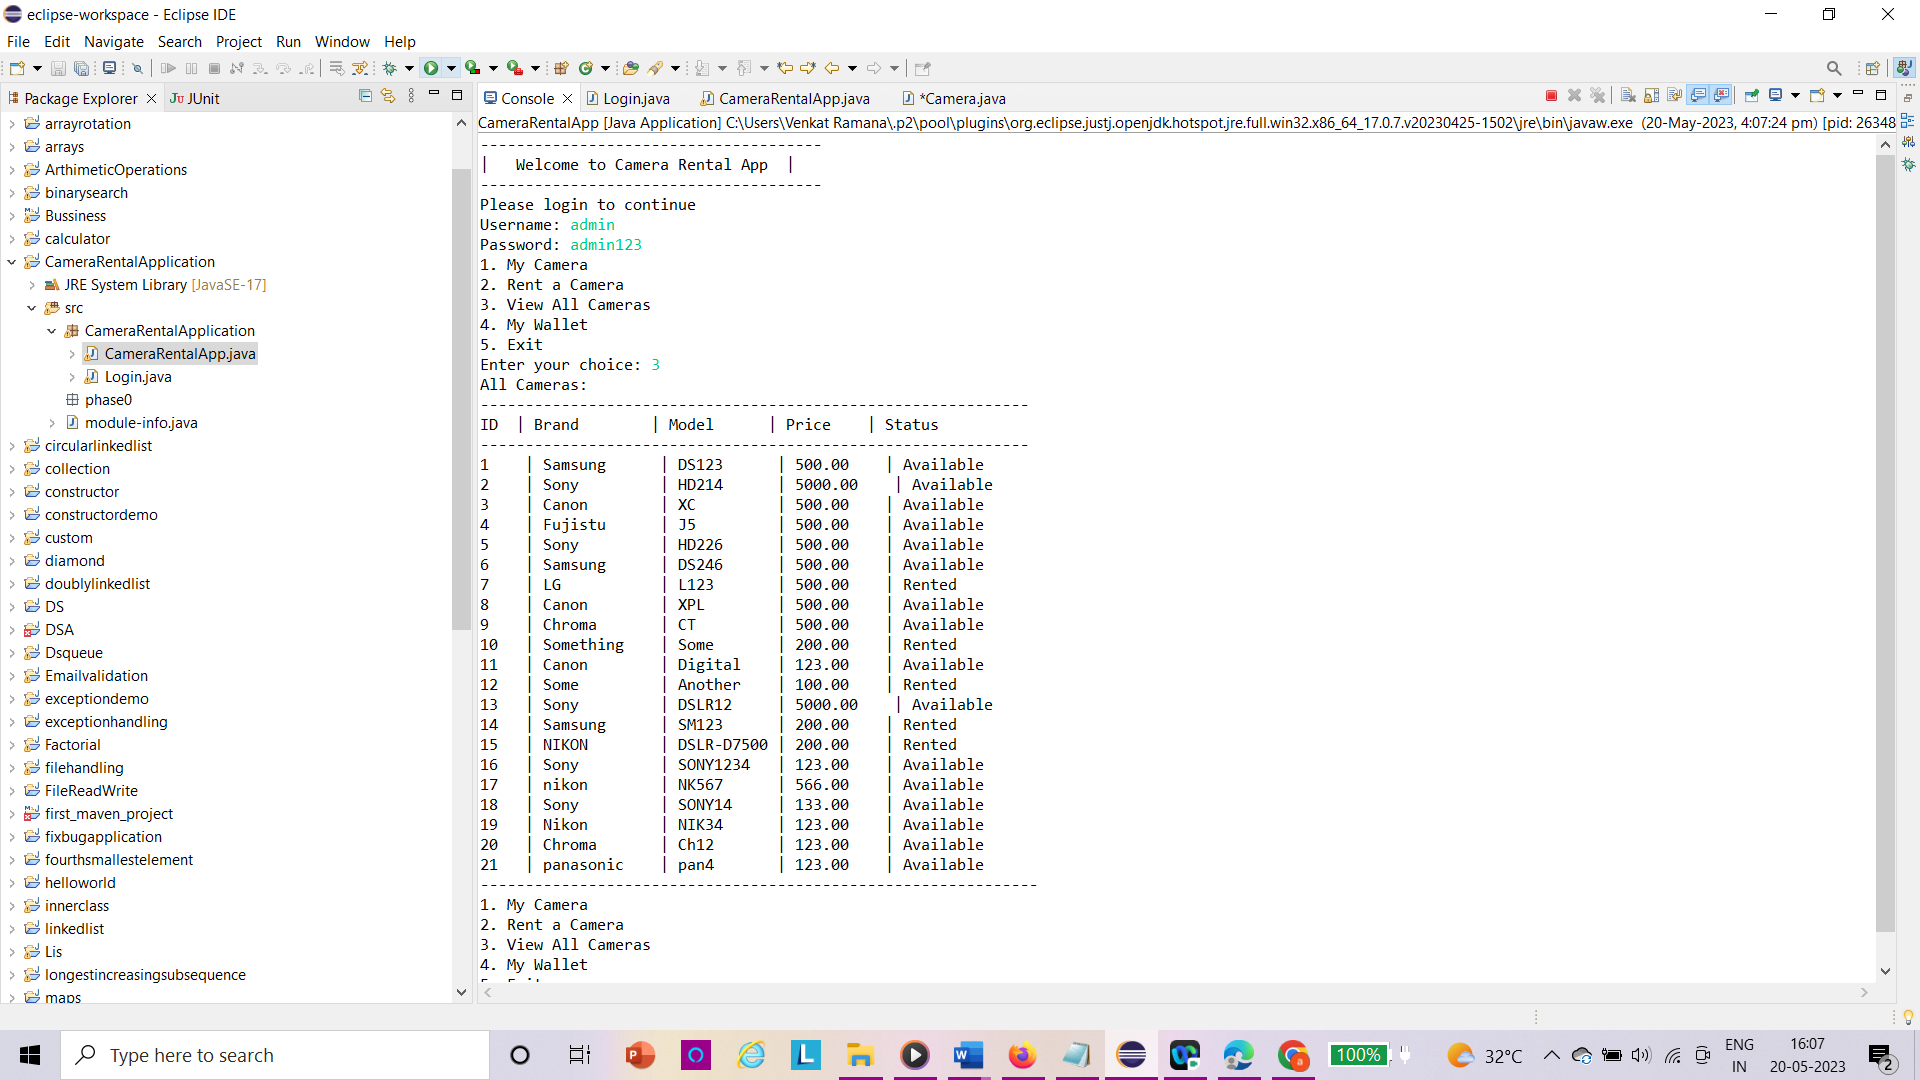 eclipse-workspace - Eclipse IDE
File Edit Navigate Search Project Run Window Help
Package Explorer JUnit
arrayrotation
arrays
ArthimeticOperations
binarysearch
Bussiness
calculator
CameraRentalApplication
JRE System Library [JavaSE-17]
src
CameraRentalApplication
CameraRentalApp.java
Login.java
phase0
module-info.java
circularlinkedlist
collection
constructor
constructordemo
custom
diamond
doublylinkedlist
DS
DSA
Dsqueue
Emailvalidation
exceptiondemo
exceptionhandling
Factorial
filehandling
FileReadWrite
first_maven_project
fixbugapplication
fourthsmallestelement
helloworld
innerclass
linkedlist
Lis
longestincreasingsubsequence
maps
Console Login.java CameraRentalApp.java *Camera.java
CameraRentalApp [Java Application] C:\Users\Venkat Ramana\.p2\pool\plugins\org.eclipse.justj.openjdk.hotspot.jre.full.win32.x86_64_17.0.7.v20230425-1502\jre\bin\javaw.exe (20-May-2023, 4:07:24 pm) [pid: 26348
--------------------------------------
| Welcome to Camera Rental App |
--------------------------------------
Please login to continue
Username: admin
Password: admin123
1. My Camera
2. Rent a Camera
3. View All Cameras
4. My Wallet
5. Exit
Enter your choice: 3
All Cameras:
-------------------------------------------------------------
ID | Brand | Model | Price | Status
-------------------------------------------------------------
1 | Samsung | DS123 | 500.00 | Available
2 | Sony | HD214 | 5000.00 | Available
3 | Canon | XC | 500.00 | Available
4 | Fujistu | J5 | 500.00 | Available
5 | Sony | HD226 | 500.00 | Available
6 | Samsung | DS246 | 500.00 | Available
7 | LG | L123 | 500.00 | Rented
8 | Canon | XPL | 500.00 | Available
9 | Chroma | CT | 500.00 | Available
10 | Something | Some | 200.00 | Rented
11 | Canon | Digital | 123.00 | Available
12 | Some | Another | 100.00 | Rented
13 | Sony | DSLR12 | 5000.00 | Available
14 | Samsung | SM123 | 200.00 | Rented
15 | NIKON | DSLR-D7500 | 200.00 | Rented
16 | Sony | SONY1234 | 123.00 | Available
17 | nikon | NK567 | 566.00 | Available
18 | Sony | SONY14 | 133.00 | Available
19 | Nikon | NIK34 | 123.00 | Available
20 | Chroma | Ch12 | 123.00 | Available
21 | panasonic | pan4 | 123.00 | Available
--------------------------------------------------------------
1. My Camera
2. Rent a Camera
3. View All Cameras
4. My Wallet
Type here to search
100%
32°C
ENG
IN
16:07
20-05-2023
2